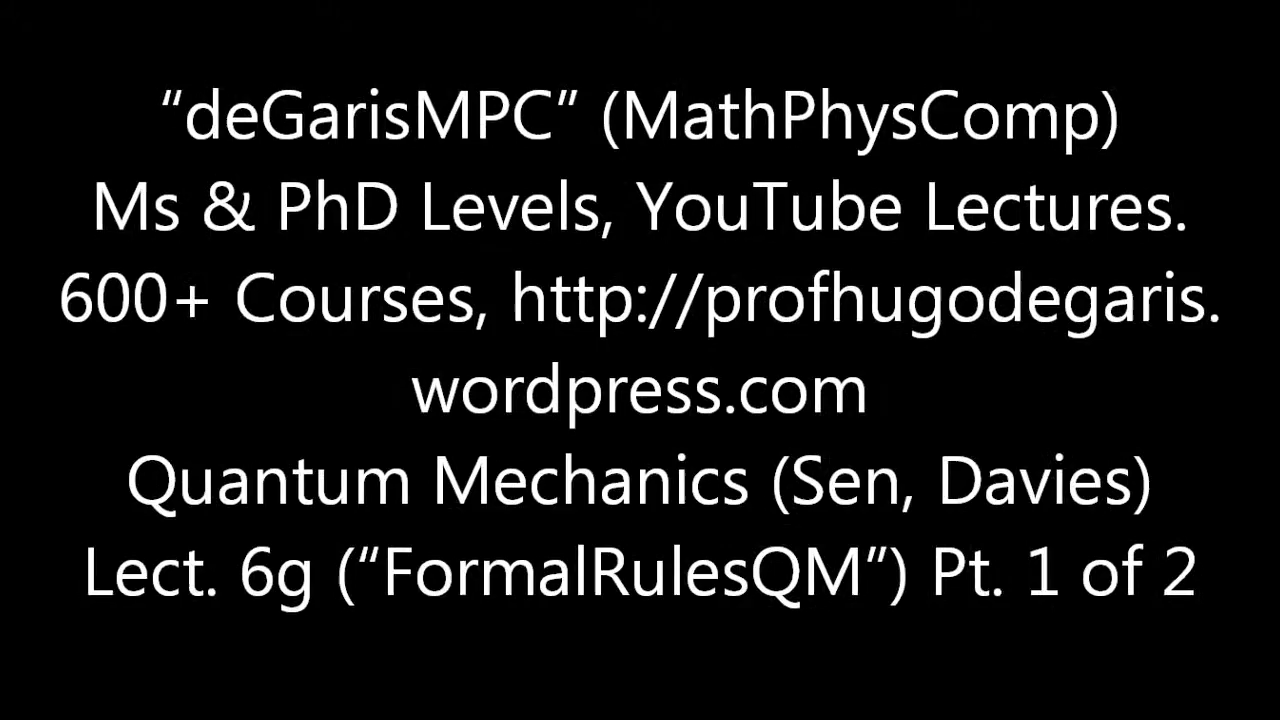 “deGarisMPC” (MathPhysComp)
Ms & PhD Levels, YouTube Lectures.
600+ Courses, http://profhugodegaris.
wordpress.com
Quantum Mechanics (Sen, Davies)
Lect. 6g (“FormalRulesQM”) Pt. 1 of 2